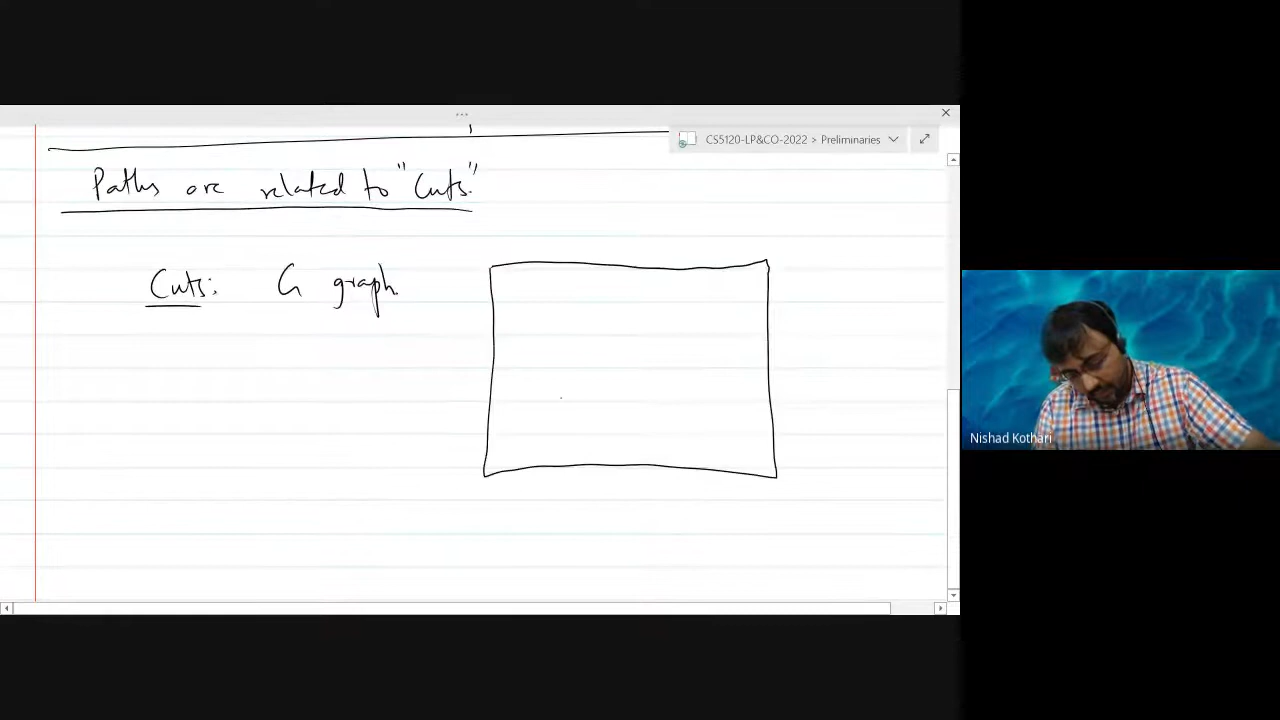 CS5120-LP&CO-2022 > Preliminaries
Paths are related to "Cuts."
Cuts: G graph.
Nishad Kothari